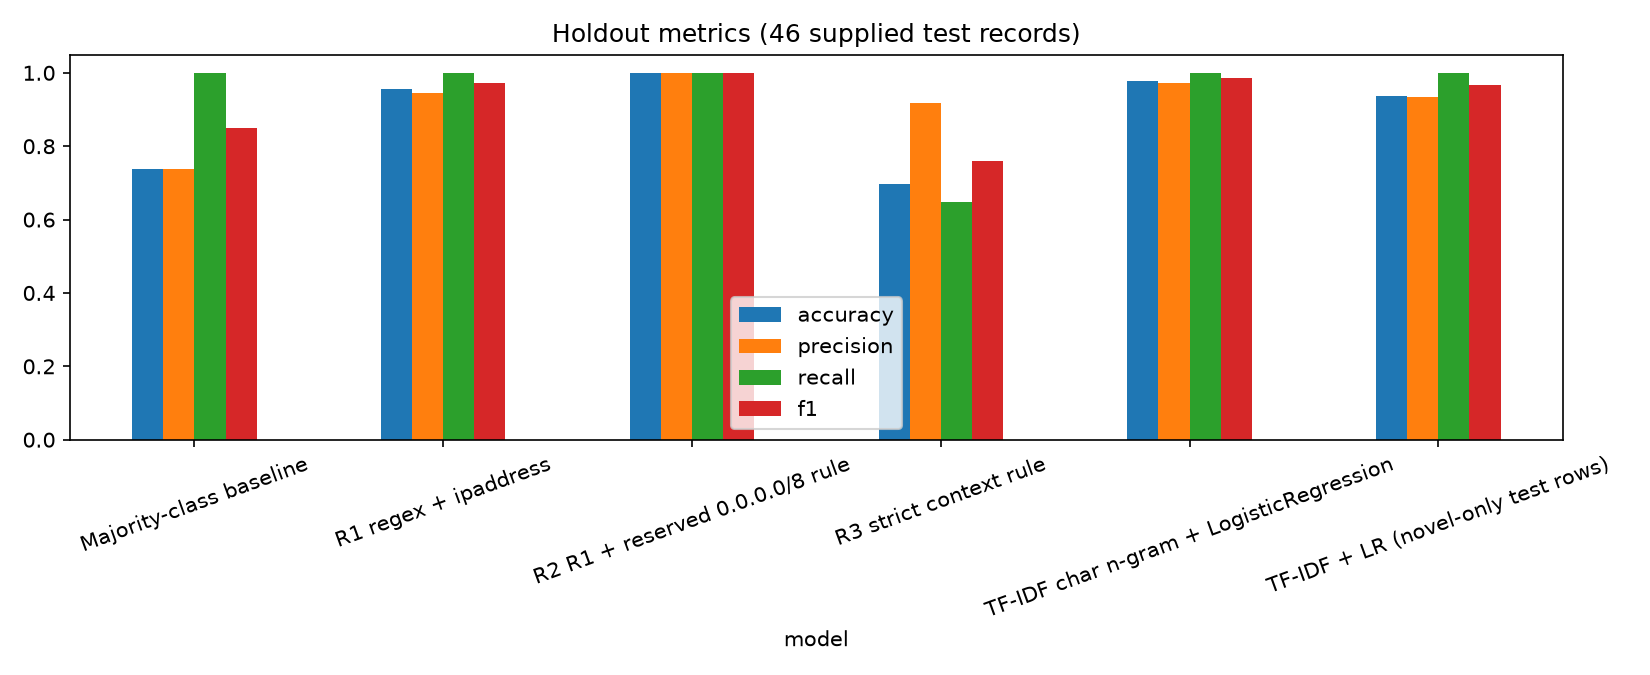 Holdout metrics (46 supplied test records)
1.0
0.8
0.6
0.4
0.2
0.0
accuracy
precision
recall
f1
Majority-class baseline
R1 regex + ipaddress
R2 R1 + reserved 0.0.0.0/8 rule
R3 strict context rule
TF-IDF char n-gram + LogisticRegression
TF-IDF + LR (novel-only test rows)
model